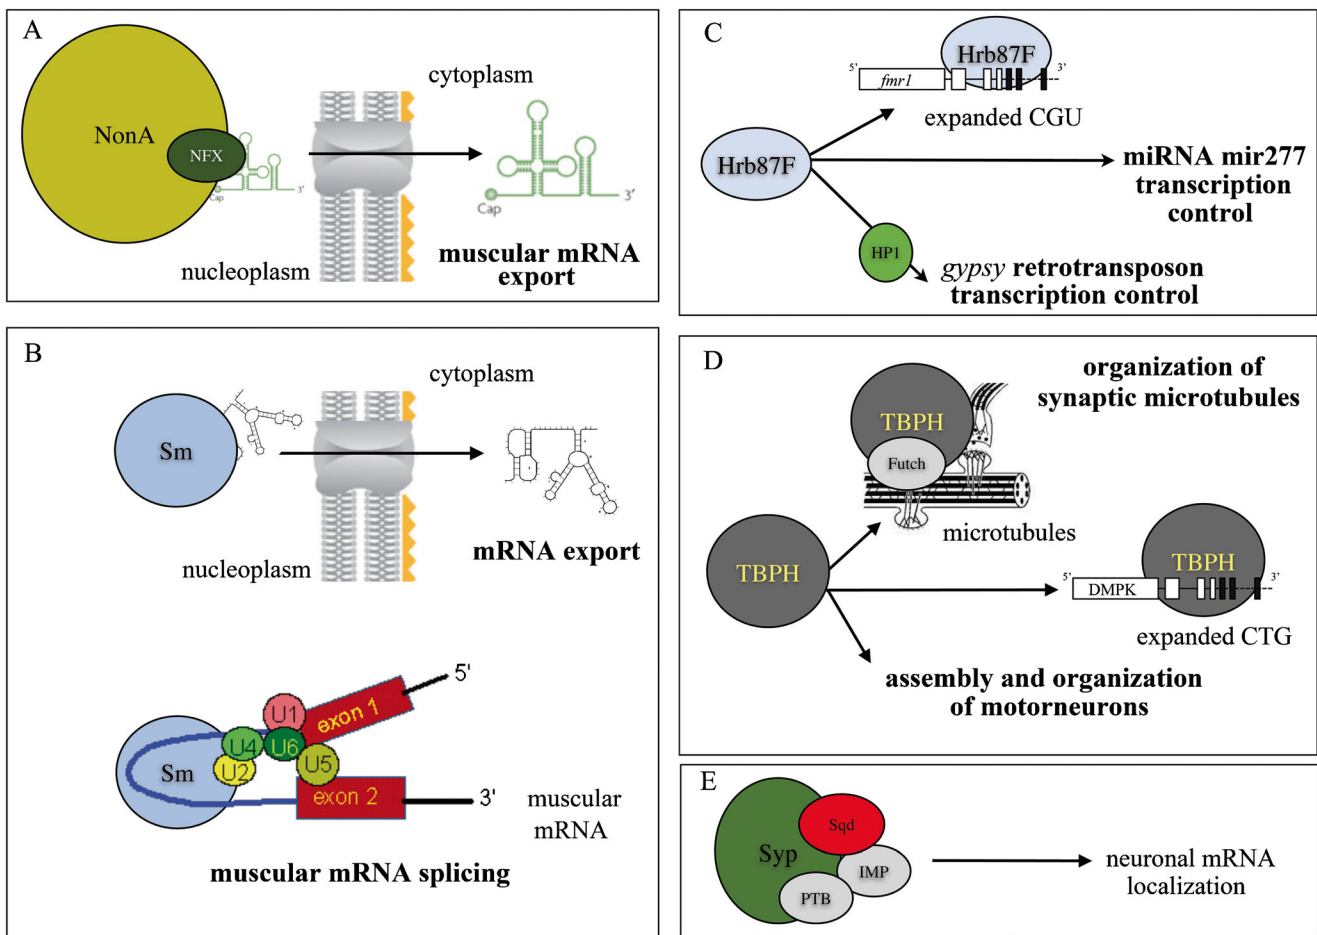 A
NonA
NFX
Cap
3'
cytoplasm
Cap
3'
nucleoplasm
muscular mRNA
export
B
Sm
cytoplasm
nucleoplasm
mRNA export
Sm
U1
U4
U6
U2
U5
exon 1
exon 2
5'
3'
muscular
mRNA
muscular mRNA splicing
C
Hrb87F
5'
fmr1
3'
expanded CGU
Hrb87F
miRNA mir277
transcription
control
HP1
gypsy retrotransposon
transcription control
D
organization of
synaptic microtubules
TBPH
Futch
microtubules
TBPH
TBPH
5'
DMPK
3'
expanded CTG
assembly and organization
of motorneurons
E
Syp
Sqd
IMP
PTB
neuronal mRNA
localization